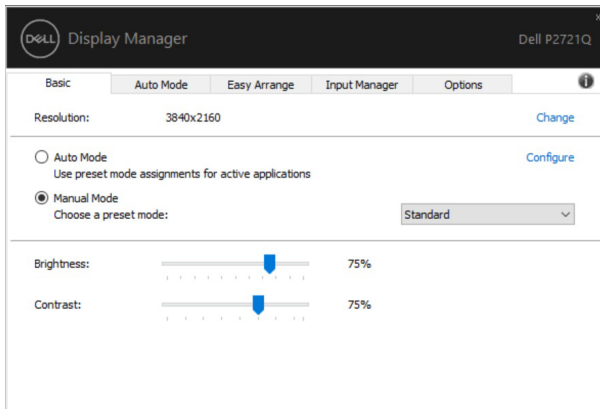 DELL Display Manager Dell P2721Q
Basic Auto Mode Easy Arrange Input Manager Options
Resolution: 3840x2160 Change
Auto Mode Configure
Use preset mode assignments for active applications
Manual Mode
Choose a preset mode: Standard
Brightness: 75%
Contrast: 75%